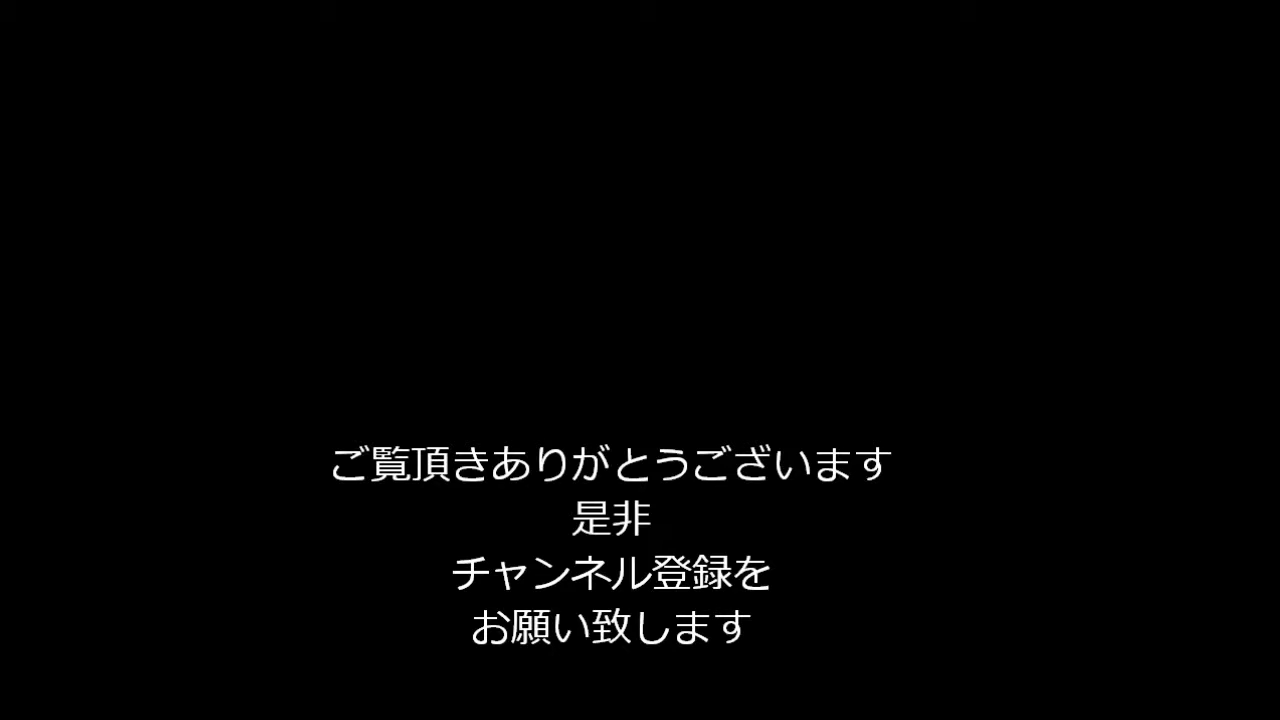 ご覧頂きありがとうございます
是非
チャンネル登録を
お願い致します